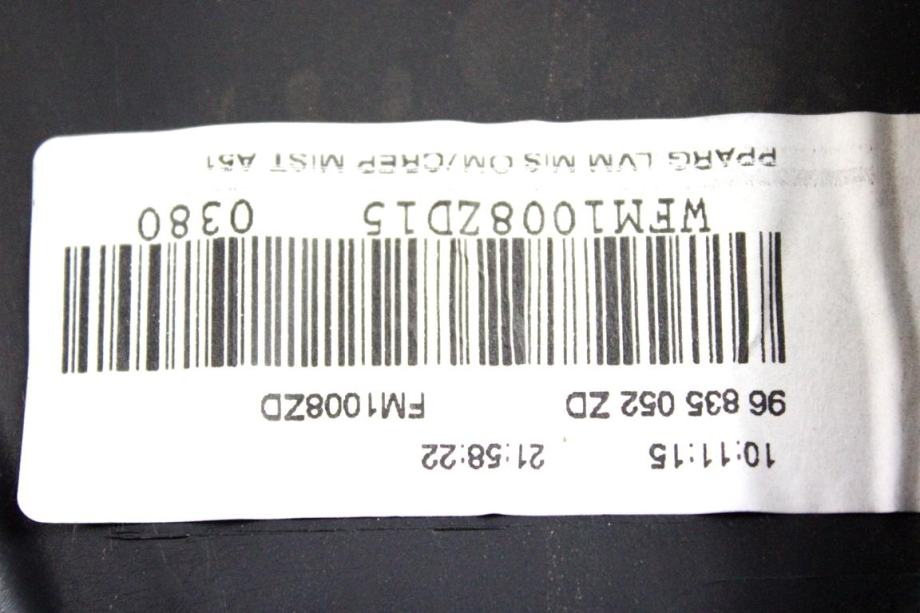 10:11:15 21:58:22
96 835 052 ZD FM1008ZD
WFM1008ZD15 0380
PPARG LVM MIS OM/CREP MIST A51